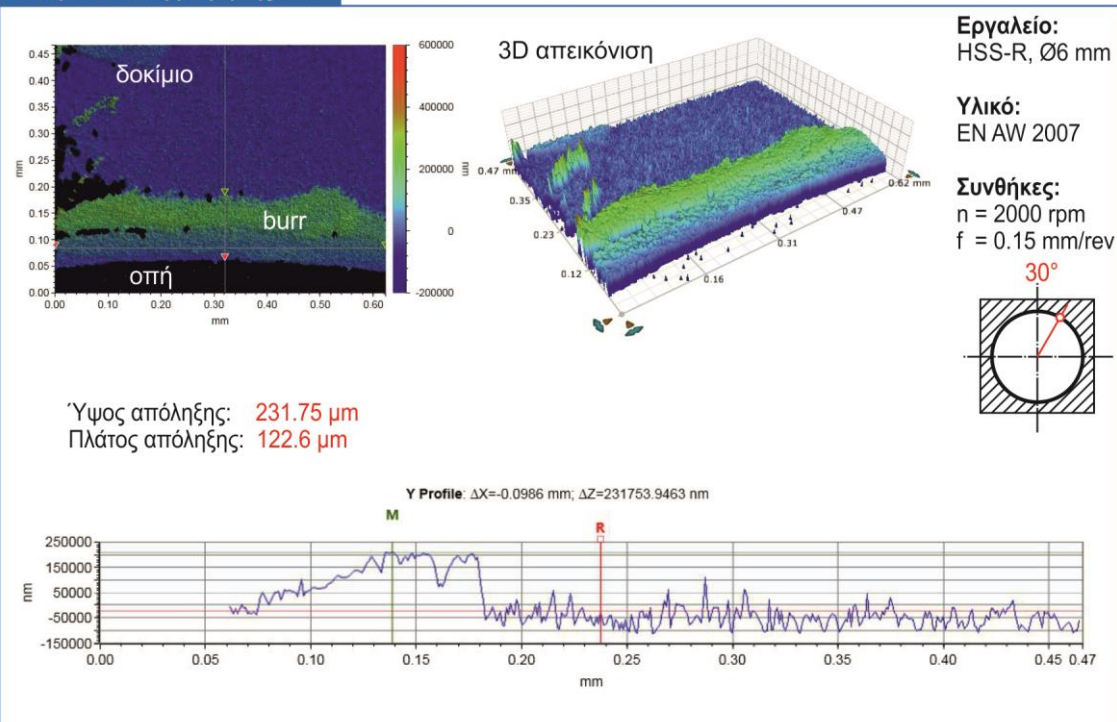 0.45
0.40
0.35
0.30
0.25
0.20
0.15
0.10
0.05
0.00
mm
δοκίμιο
burr
οπή
0.00
0.10
0.20
0.30
0.40
0.50
0.60
mm
600000
400000
200000
0
-200000
nm
3D απεικόνιση
0.47 mm
0.35
0.23
0.12
0.16
0.31
0.47
0.62 mm
Εργαλείο:
HSS-R, Ø6 mm
Υλικό:
EN AW 2007
Συνθήκες:
n = 2000 rpm
f = 0.15 mm/rev
30°
Ύψος απόληξης: 231.75 μm
Πλάτος απόληξης: 122.6 μm
Y Profile: ΔX=-0.0986 mm; ΔZ=231753.9463 nm
M
R
250000
150000
50000
-50000
-150000
nm
0.00 0.05 0.10 0.15 0.20 0.25 0.30 0.35 0.40 0.45 0.47
mm